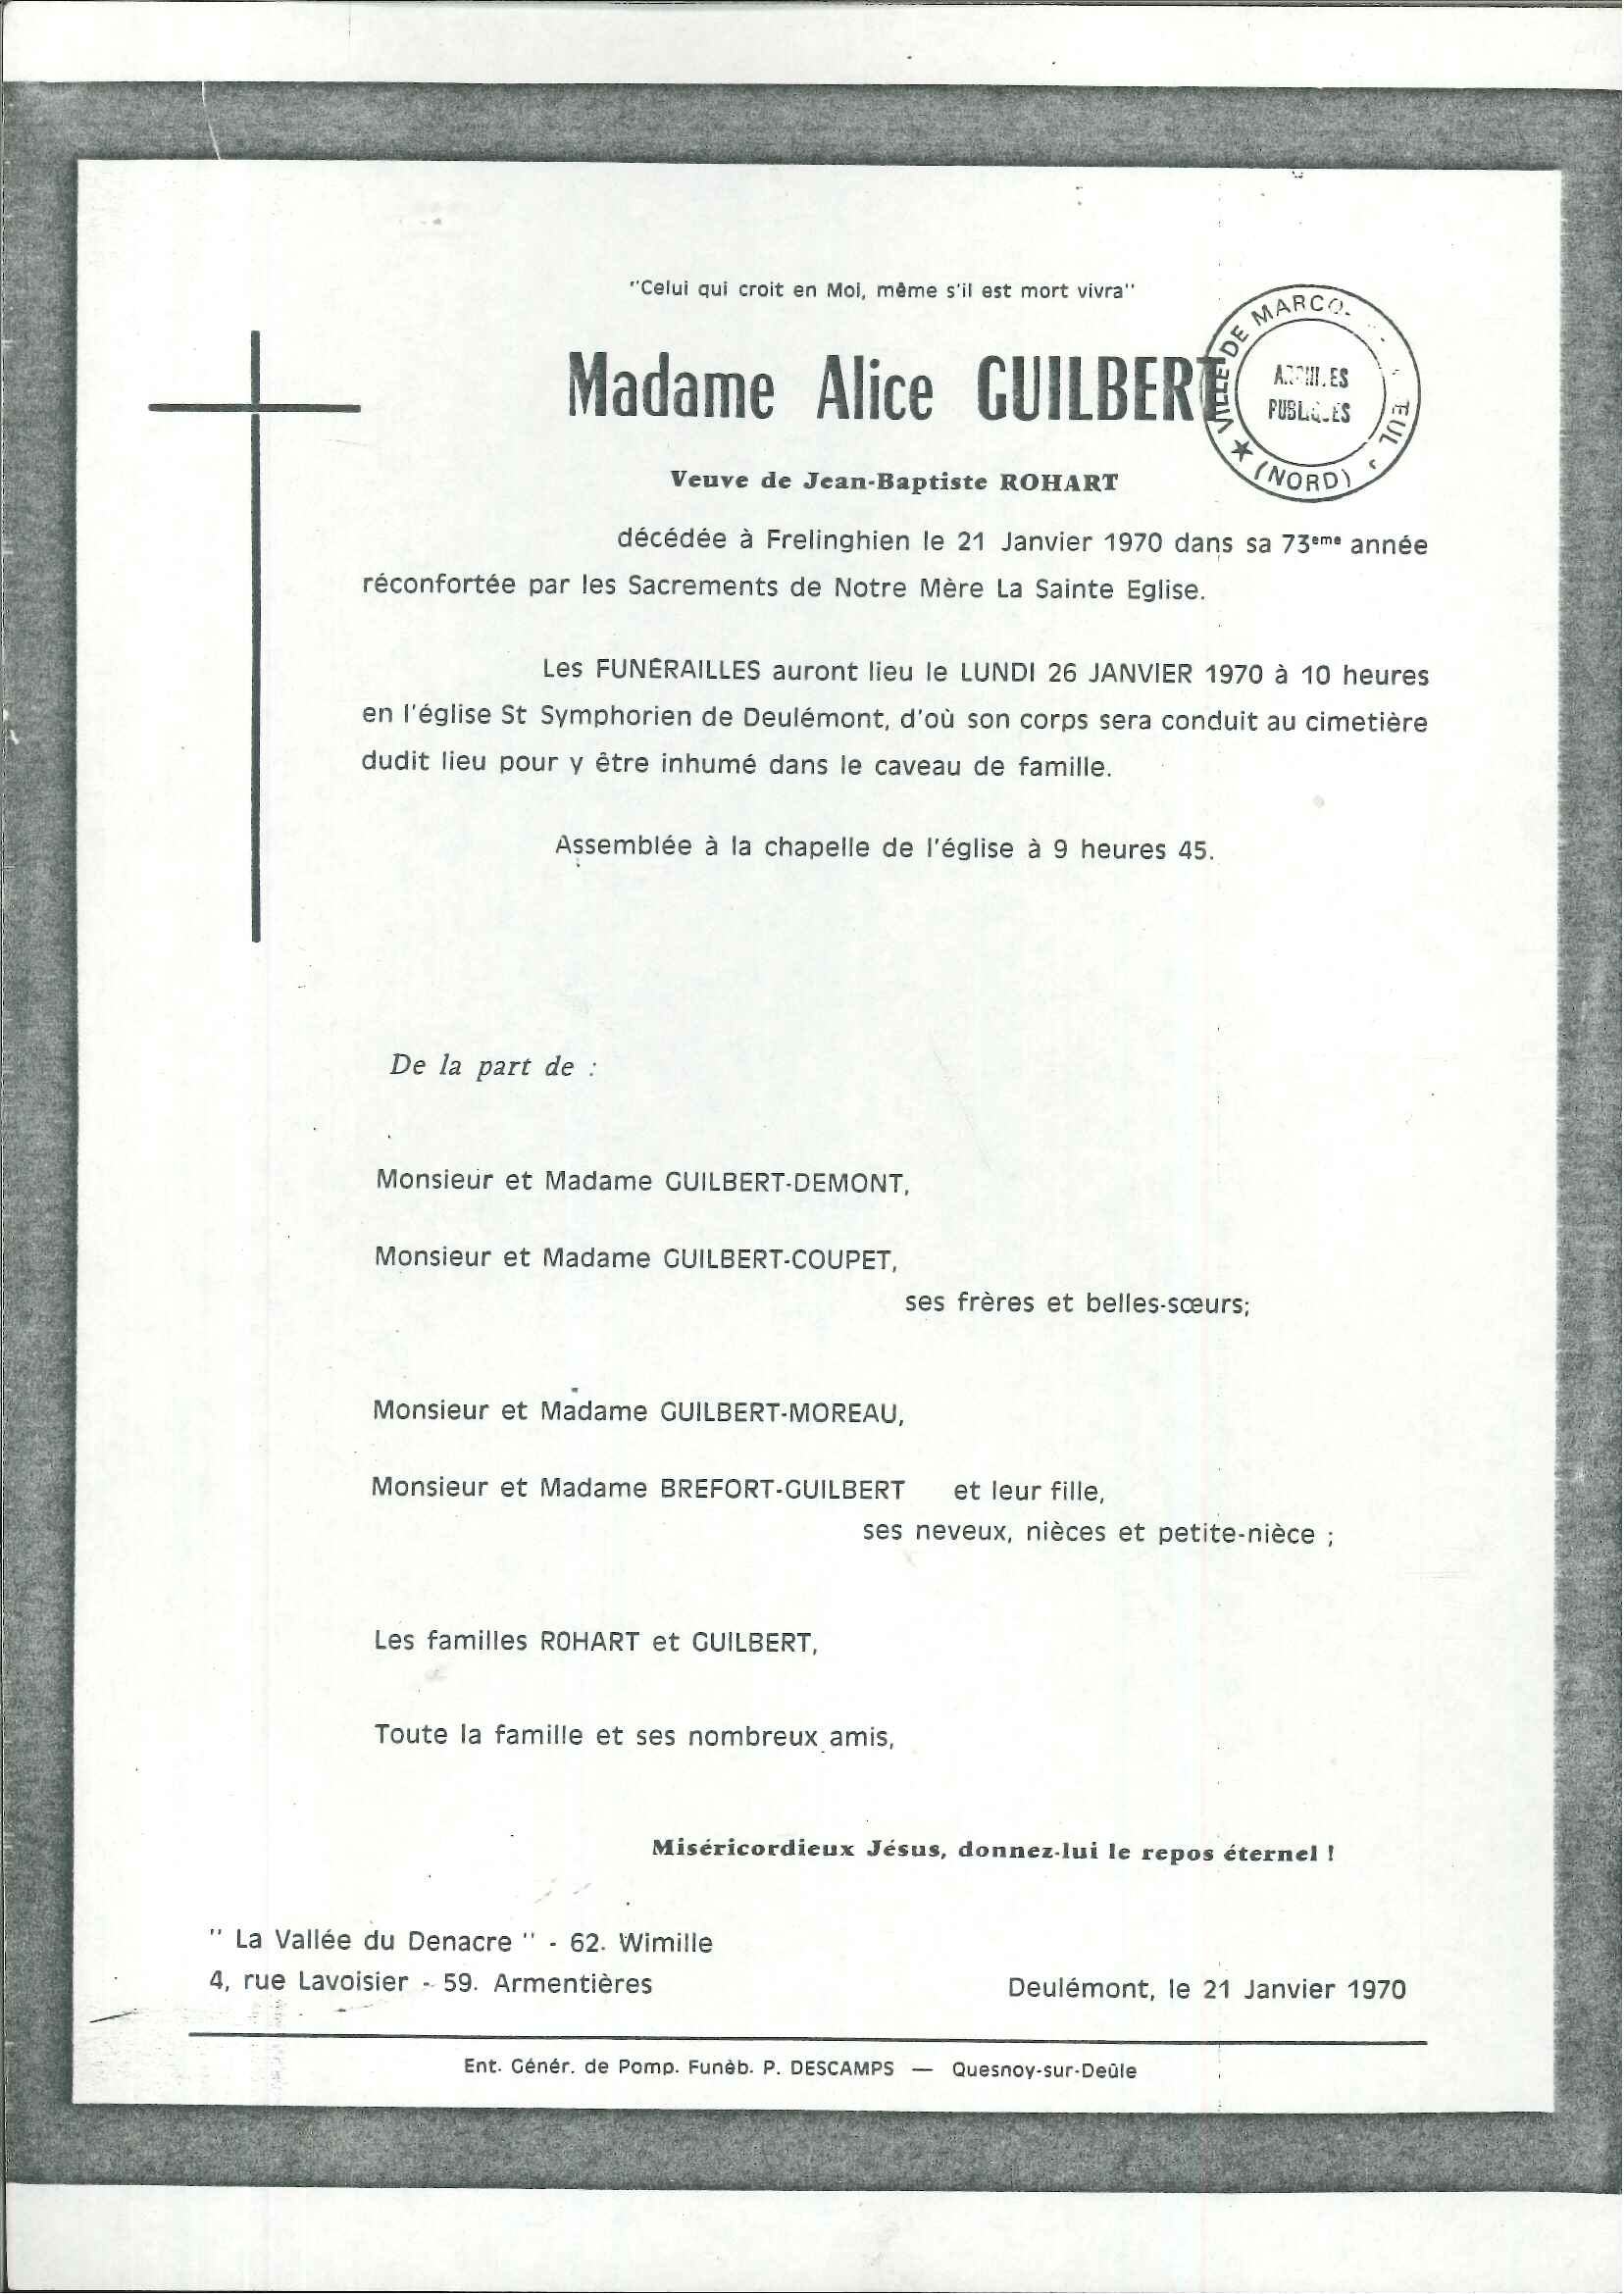 "Celui qui croit en Moi, même s'il est mort vivra"
Madame Alice GUILBERT
VILLE DE MARCQ- EUL
(NORD)
Veuve de Jean-Baptiste ROHART
décédée à Frelinghien le 21 Janvier 1970 dans sa 73eme année
réconfortée par les Sacrements de Notre Mère La Sainte Eglise.
Les FUNÉRAILLES auront lieu le LUNDI 26 JANVIER 1970 à 10 heures
en l'église St Symphorien de Deulémont, d'où son corps sera conduit au cimetière
dudit lieu pour y être inhumé dans le caveau de famille.
Assemblée à la chapelle de l'église à 9 heures 45.
De la part de :
Monsieur et Madame GUILBERT-DEMONT,
Monsieur et Madame GUILBERT-COUPET,
ses frères et belles-sœurs;
Monsieur et Madame GUILBERT-MOREAU,
Monsieur et Madame BREFORT-GUILBERT et leur fille,
ses neveux, nièces et petite-nièce ;
Les familles ROHART et GUILBERT,
Toute la famille et ses nombreux amis,
Miséricordieux Jésus, donnez-lui le repos éternel !
" La Vallée du Denacre " - 62. Wimille
4, rue Lavoisier - 59. Armentières
Deulémont, le 21 Janvier 1970
Ent. Génér. de Pomp. Funèb. P. DESCAMPS — Quesnoy-sur-Deûle